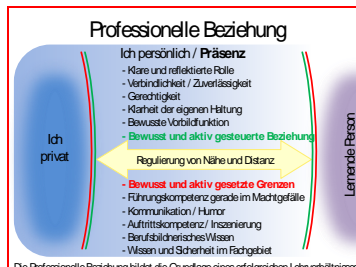 Professionelle Beziehung
Ich persönlich / Präsenz
- Klare und reflektierte Rolle
- Verbindlichkeit / Zuverlässigkeit
- Gerechtigkeit
- Klarheit der eigenen Haltung
- Bewusste Vorbildfunktion
- Bewusst und aktiv gesteuerte Beziehung
Ich
privat
Regulierung von Nähe und Distanz
Lernende Person
- Bewusst und aktiv gesetzte Grenzen
- Führungskompetenz gerade im Machtgefälle
- Kommunikation / Humor
- Auftrittskompetenz / Inszenierung
- Berufsbildnerisches Wissen
- Wissen und Sicherheit im Fachgebiet
Die Professionelle Beziehung bildet die Grundlage eines erfolgreichen Lehrverhältnisses